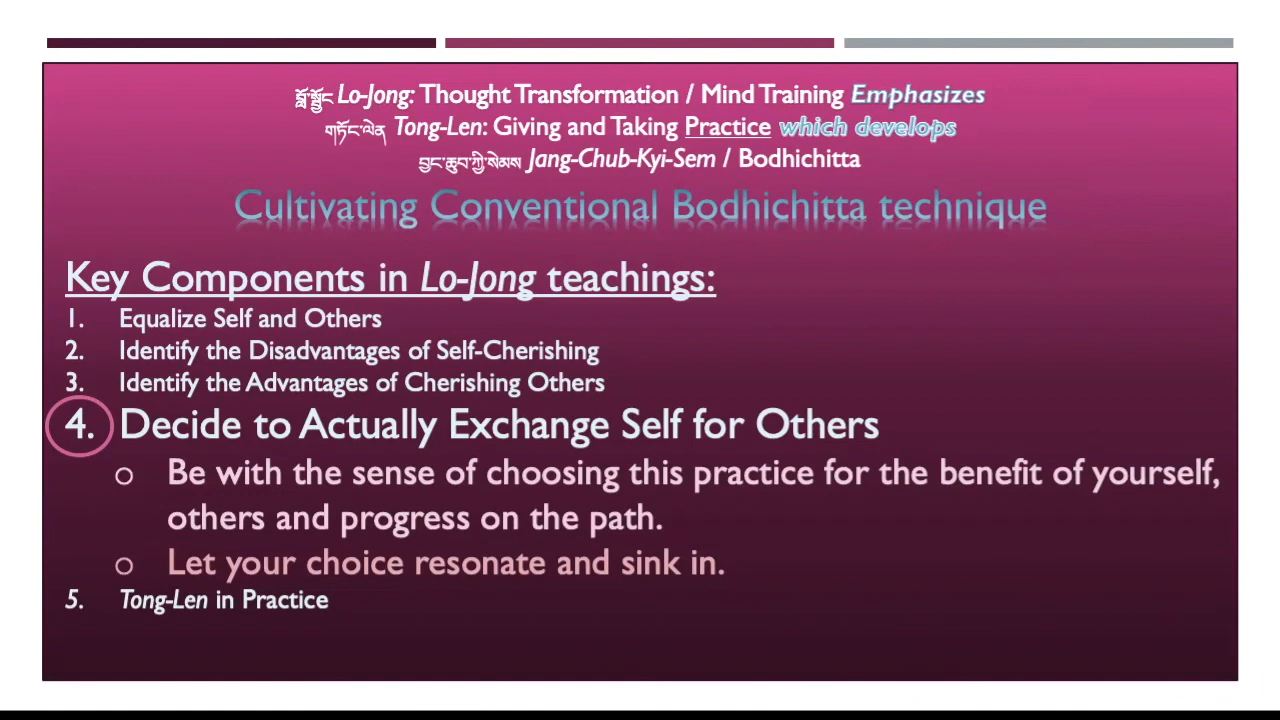 བློ་སྦྱོང Lo-Jong: Thought Transformation / Mind Training Emphasizes
གཏོང་ལེན Tong-Len: Giving and Taking Practice which develops
བྱང་ཆུབ་ཀྱི་སེམས Jang-Chub-Kyi-Sem / Bodhichitta
Cultivating Conventional Bodhichitta technique
Key Components in Lo-Jong teachings:
1. Equalize Self and Others
2. Identify the Disadvantages of Self-Cherishing
3. Identify the Advantages of Cherishing Others
4. Decide to Actually Exchange Self for Others
o Be with the sense of choosing this practice for the benefit of yourself,
others and progress on the path.
o Let your choice resonate and sink in.
5. Tong-Len in Practice